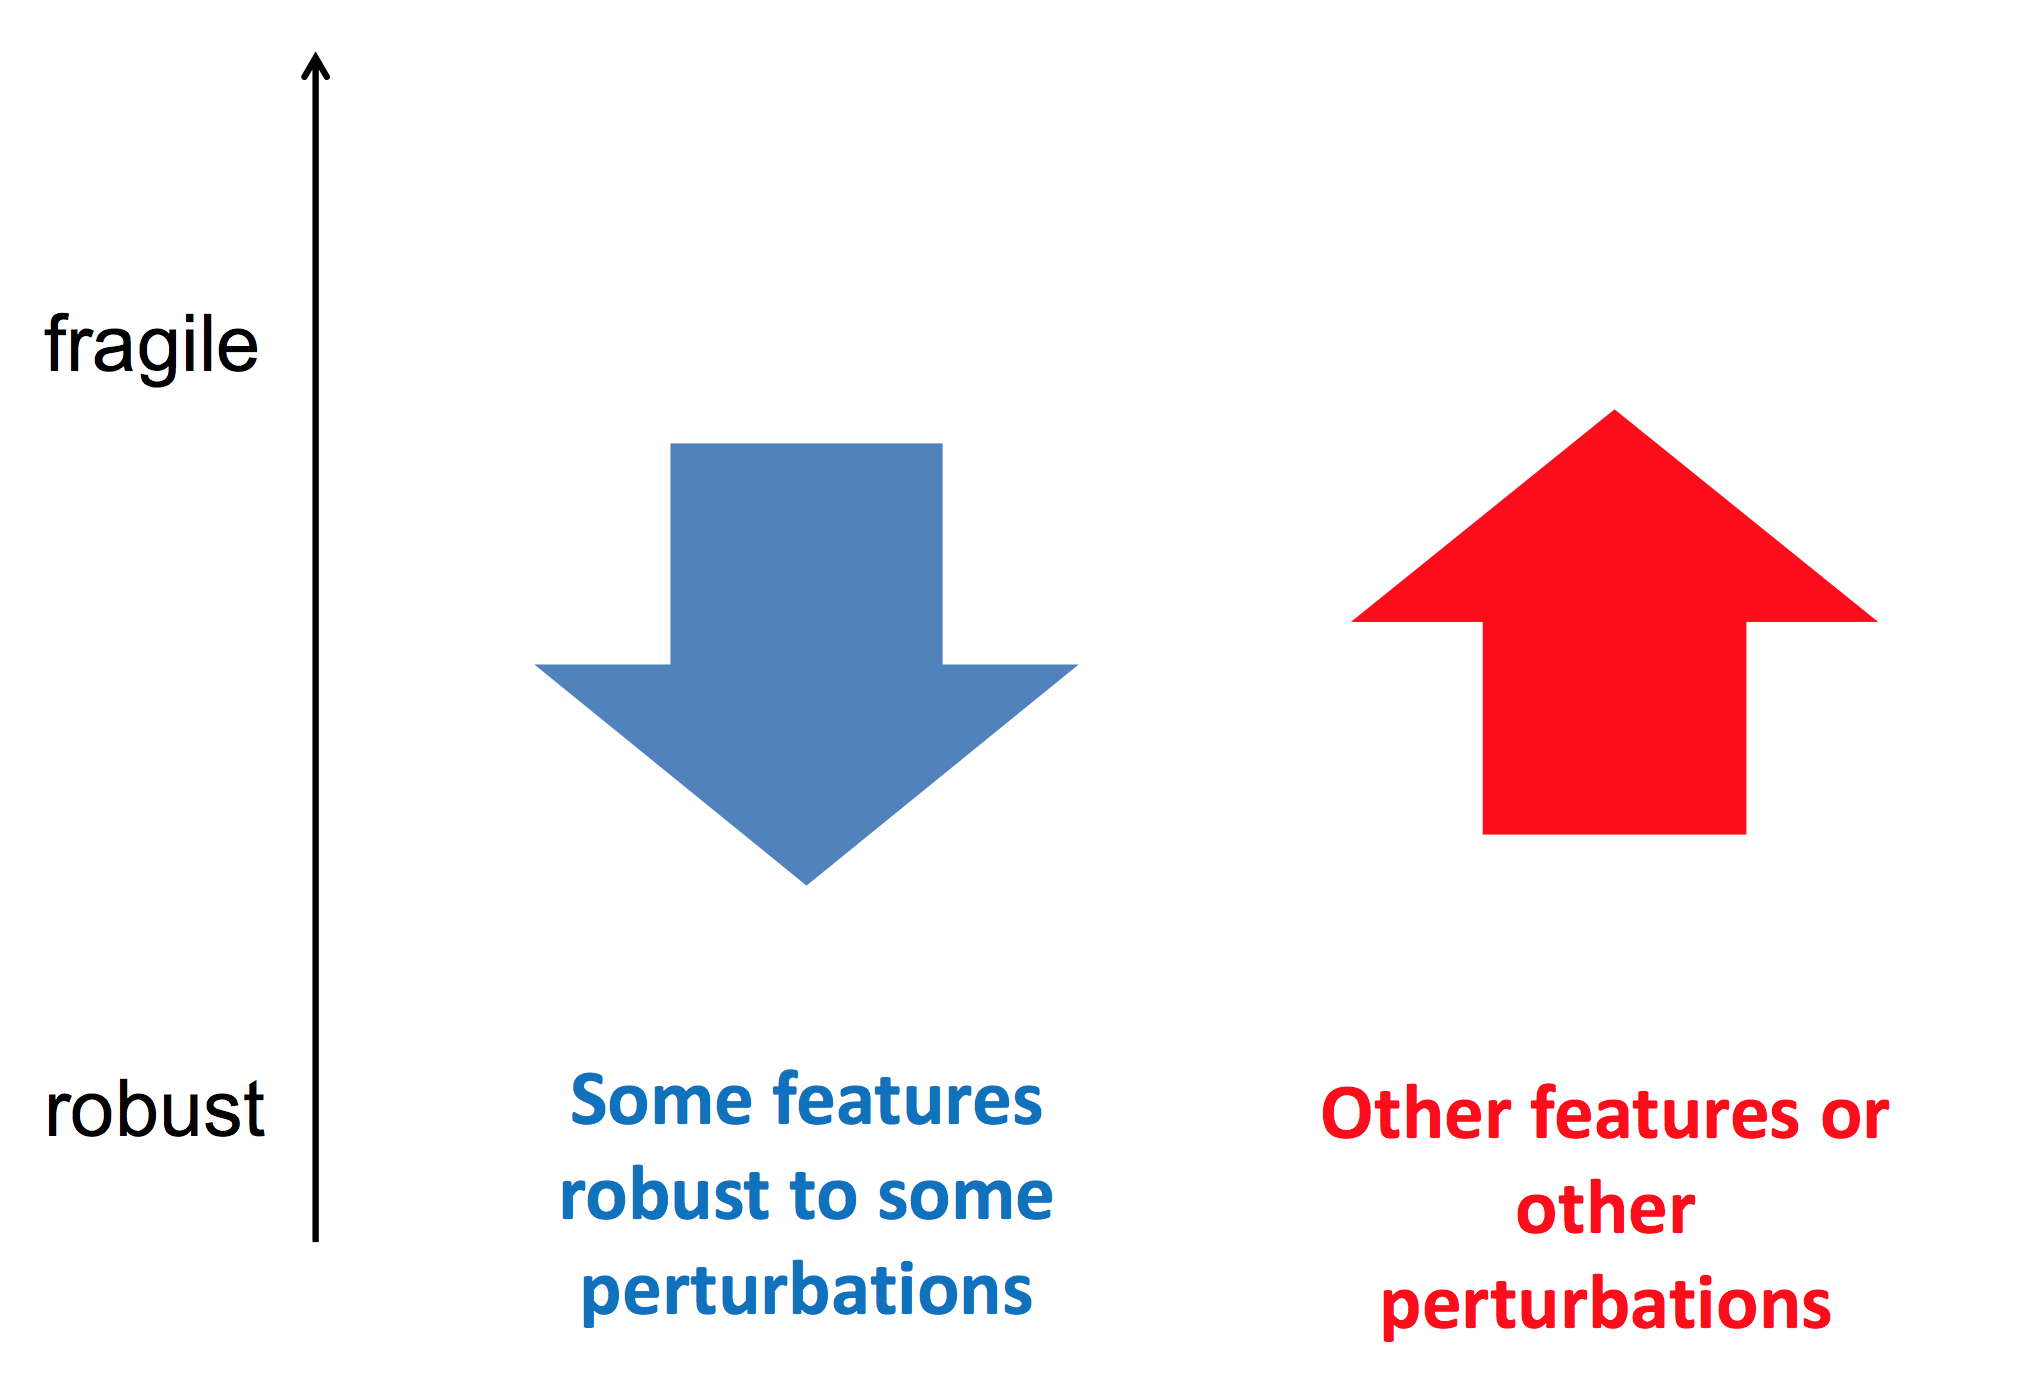 fragile
robust
Some features
robust to some
perturbations
Other features or
other
perturbations